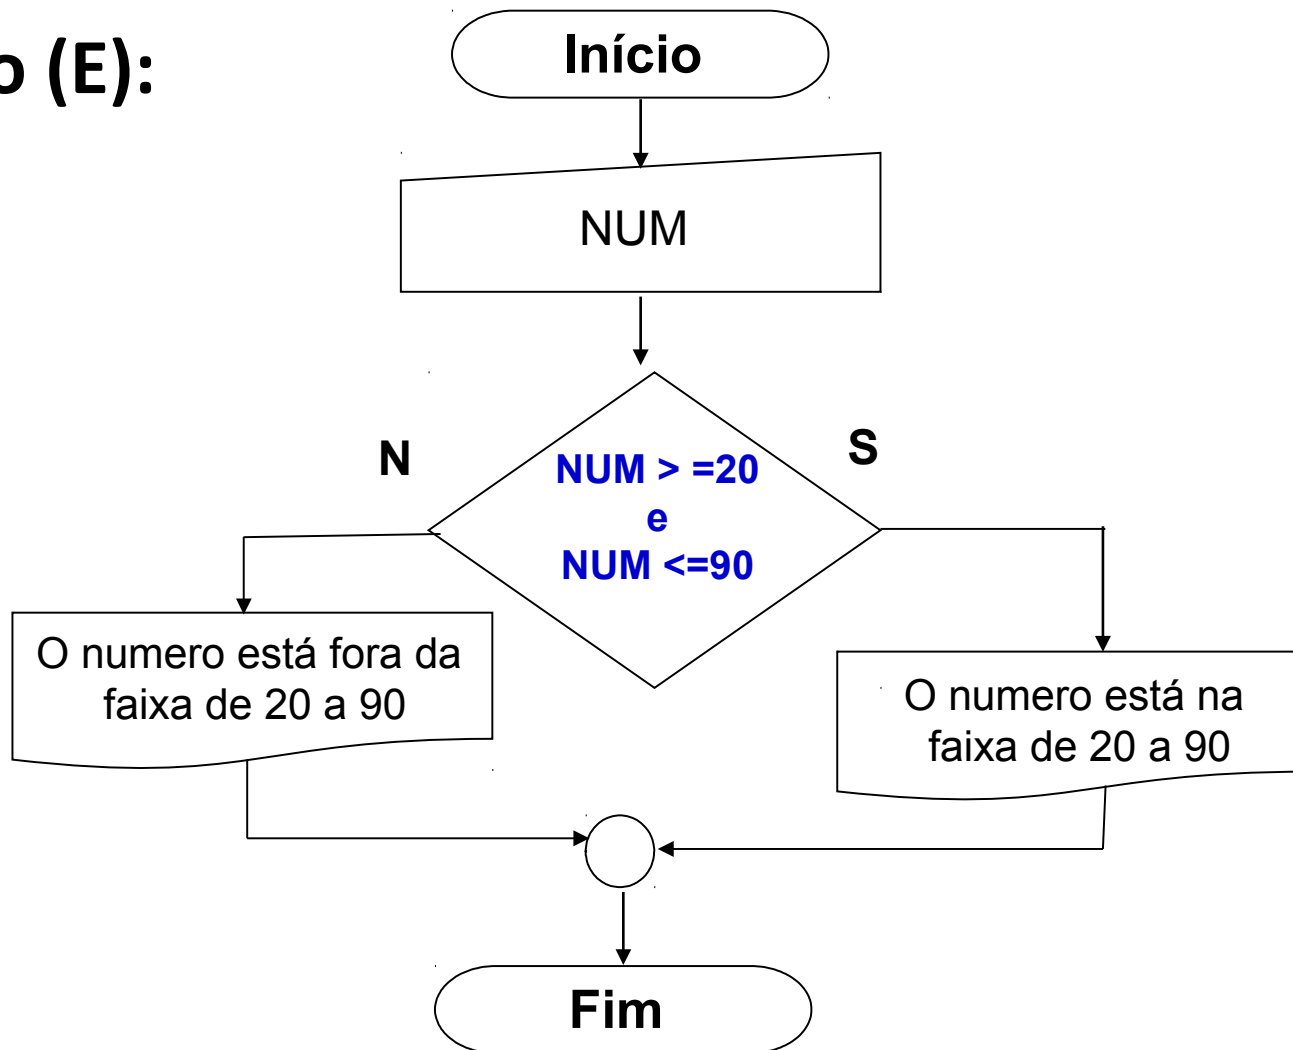 o (E):
Início
NUM
N
S
NUM > =20
e
NUM <=90
O numero está fora da
faixa de 20 a 90
O numero está na
faixa de 20 a 90
Fim